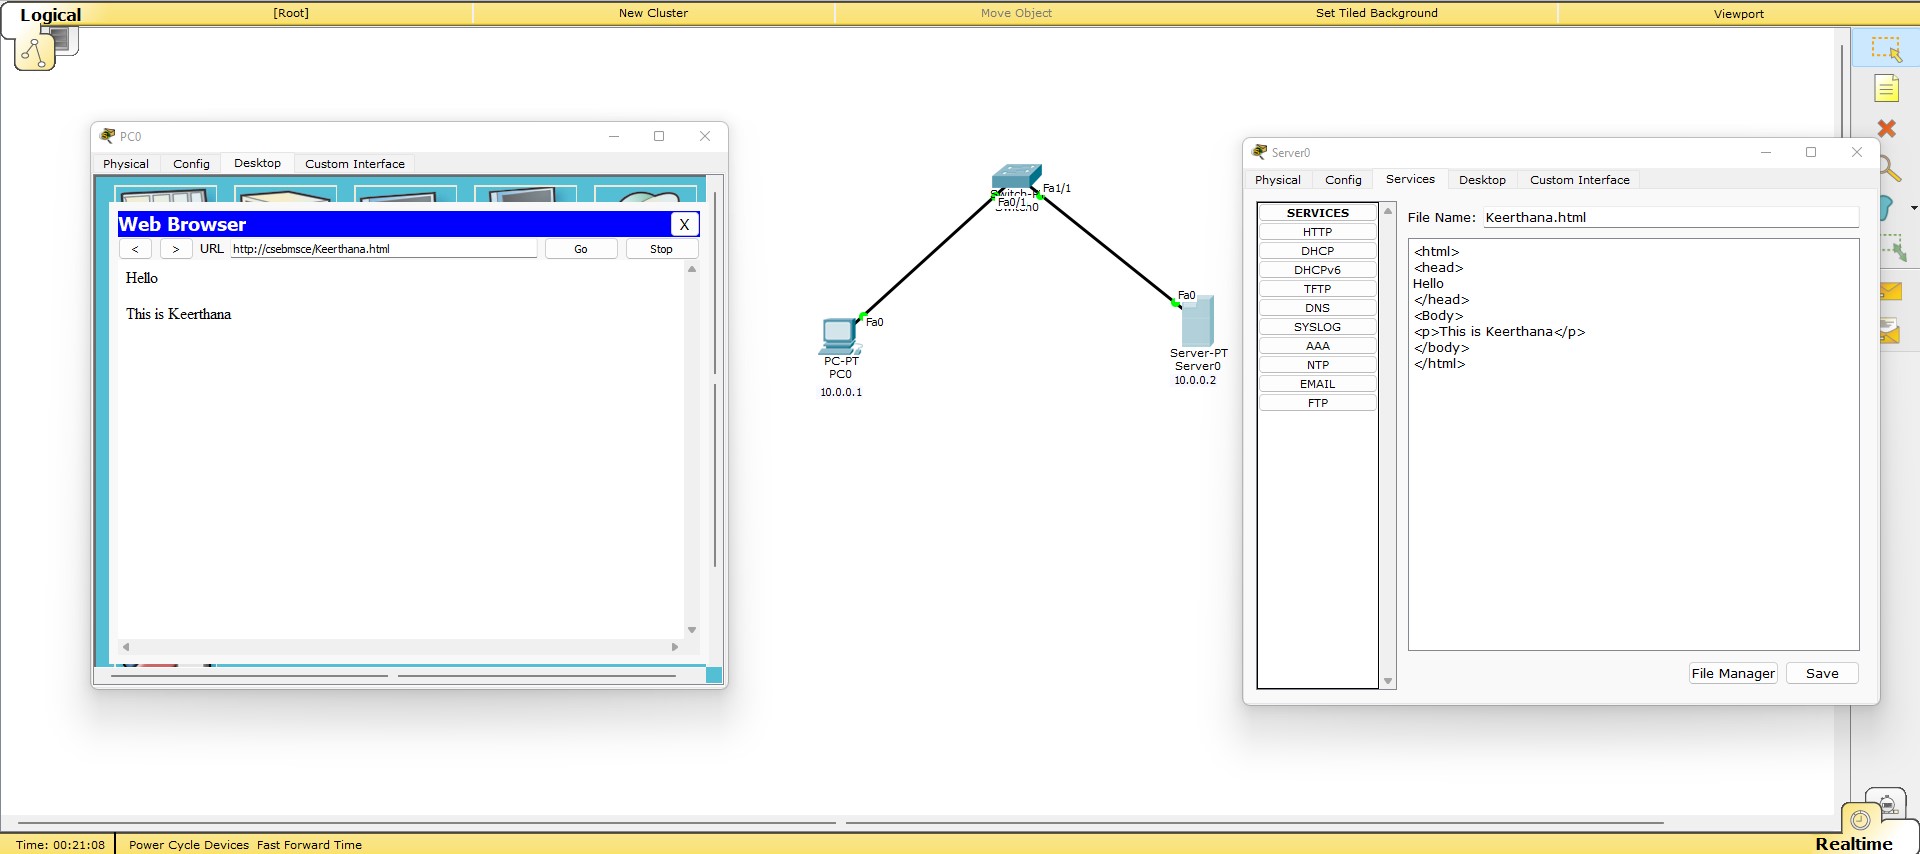 Logical
[Root]
New Cluster
Move Object
Set Tiled Background
Viewport
PC0
Physical
Config
Desktop
Custom Interface
Web Browser
X
<
>
URL
http://csebmsce/Keerthana.html
Go
Stop
Hello
This is Keerthana
Fa1/1
Fa0/1
Switch0
Fa0
PC-PT
PC0
10.0.0.1
Fa0
Server-PT
Server0
10.0.0.2
Server0
Physical
Config
Services
Desktop
Custom Interface
SERVICES
HTTP
DHCP
DHCPv6
TFTP
DNS
SYSLOG
AAA
NTP
EMAIL
FTP
File Name: Keerthana.html
<html>
<head>
Hello
</head>
<Body>
<p>This is Keerthana</p>
</body>
</html>
File Manager
Save
Time: 00:21:08
Power Cycle Devices Fast Forward Time
Realtime